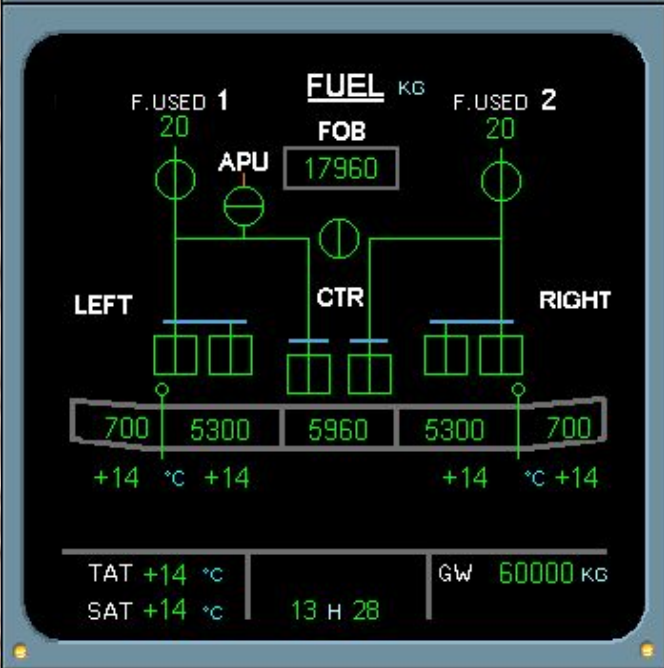 FUEL KG
F.USED 1
F.USED 2
20
FOB
20
APU
17960
LEFT
CTR
RIGHT
700 5300 5960 5300 700
+14 °C +14
+14 °C +14
TAT +14 °C
GW 60000 KG
SAT +14 °C
13 H 28